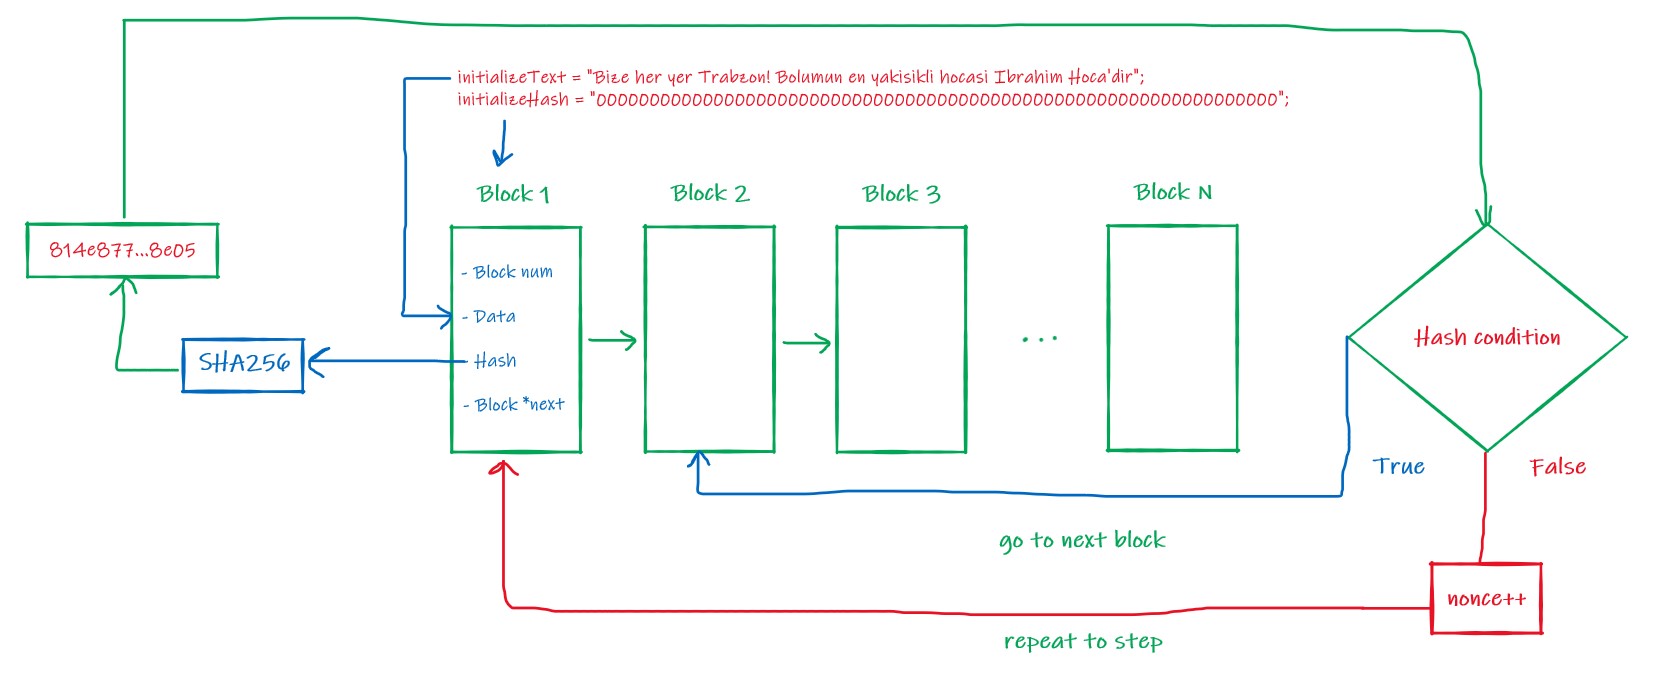 initializeText = "Bize her yer Trabzon! Bolumun en yakisikli hocasi Ibrahim Hoca'dir";
initializeHash = "0000000000000000000000000000000000000000000000000000000000000000";
Block 1
Block 2
Block 3
Block N
814e877...8e05
- Block num
- Data
- Hash
- Block *next
SHA256
...
Hash condition
True
False
go to next block
nonce++
repeat to step